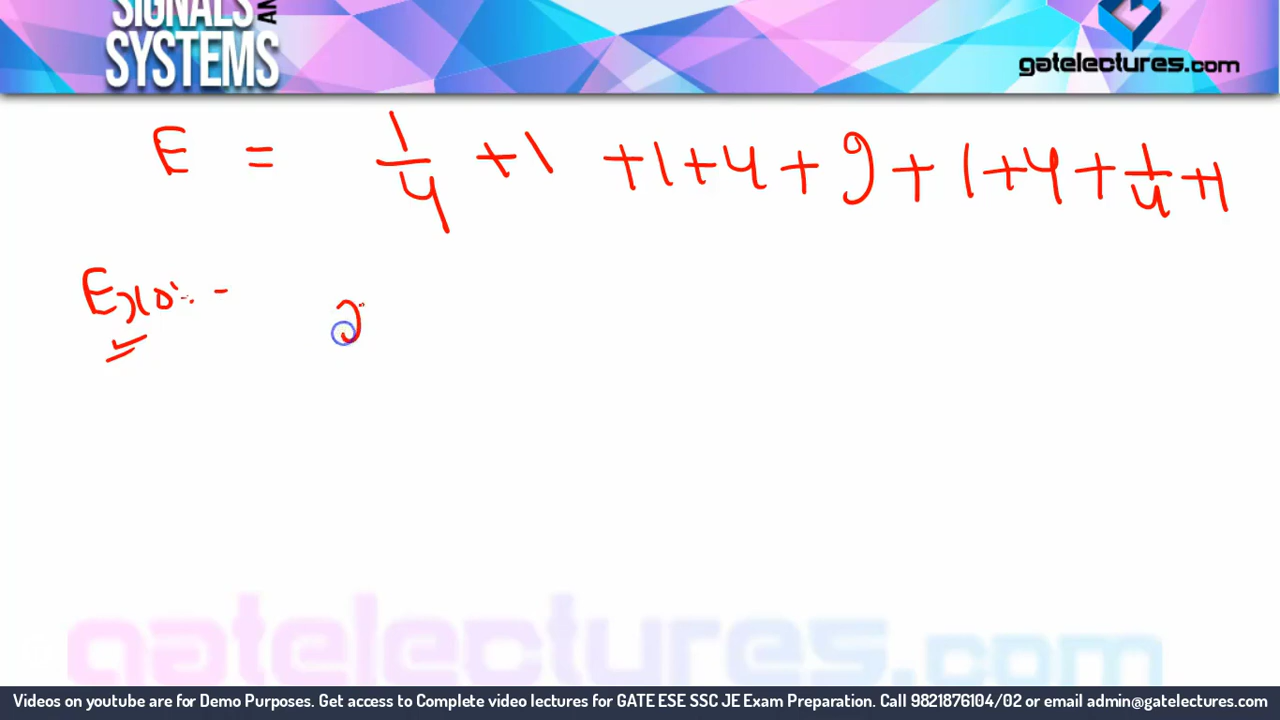 SIGNALS AND
SYSTEMS
gatelectures.com
E = 1/4 + 1 + 1 + 4 + 9 + 1 + 4 + 1/4 + 1
2
gatelectures.com
Videos on youtube are for Demo Purposes. Get access to Complete video lectures for GATE ESE SSC JE Exam Preparation. Call 9821876104/02 or email admin@gatelectures.com